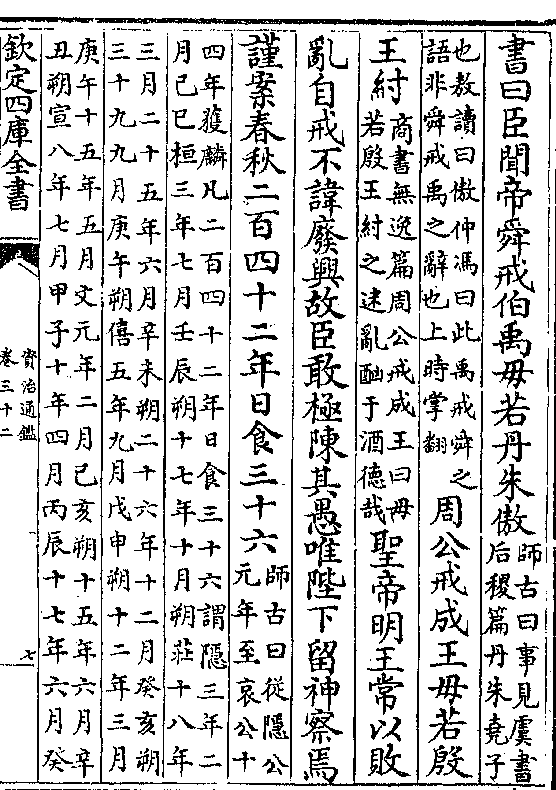 書曰臣聞帝舜戒伯禹毋若丹朱傲師古曰事見虞書
后稷篇丹朱堯子
也敖讀曰傲仲馮曰此禹戒舜之
語非舜戒禹之辭也上時掌翻
周公戒成王毋若殷
王紂商書無逸篇周公戒成王曰毋
若殷王紂之迷亂酗于酒德哉
聖帝明王常以敗
亂自戒不諱廢興故臣敢極陳其愚唯陛下留神察焉
謹案春秋二百四十二年日食三十六師古曰從隱公
元年至哀公十
四年獲麟凡二百四十二年日食三十六謂隱三年二
月己巳桓三年七月壬辰朔十七年十月朔莊十八年
三月二十五年六月辛未朔二十六年十二月癸亥朔
三十九九月庚午朔僖五年九月戊申朔十二年三月
庚午十五年五月文元年二月己亥朔十五年六月辛
丑朔宣八年七月甲子十年四月丙辰十七年六月癸
欽定四庫全書
資治通鑑
卷三十二
七